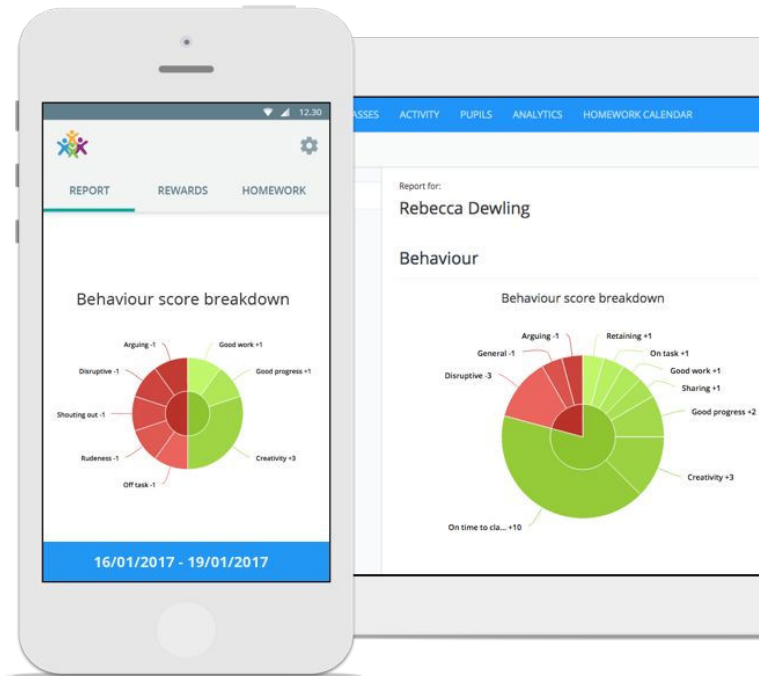 12.30
REPORT REWARDS HOMEWORK
Behaviour score breakdown
Arguing -1
Good work +1
Disruptive -1
Good progress +1
Shouting out -1
Rudeness -1
Creativity +3
Off task -1
16/01/2017 - 19/01/2017
ASSES ACTIVITY PUPILS ANALYTICS HOMEWORK CALENDAR
Report for:
Rebecca Dewling
Behaviour
Behaviour score breakdown
Arguing -1
Retaining +1
General -1
On task +1
Disruptive -3
Good work +1
Sharing +1
Good progress +2
Creativity +3
On time to cla... +10